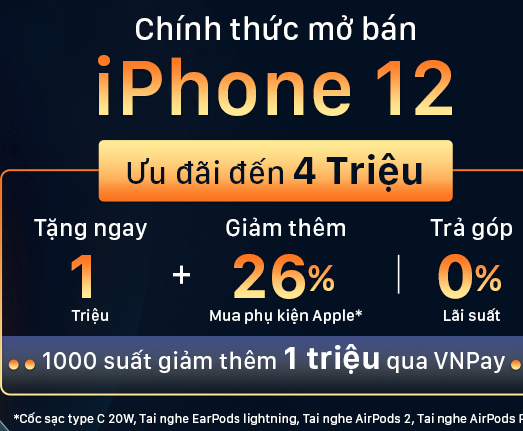 Chính thức mở bán
iPhone 12
Ưu đãi đến 4 Triệu
Tặng ngay Giảm thêm Trả góp
1 + 26% | 0%
Triệu Mua phụ kiện Apple* Lãi suất
1000 suất giảm thêm 1 triệu qua VNPay
*Cốc sạc type C 20W, Tai nghe EarPods lightning, Tai nghe AirPods 2, Tai nghe AirPods P